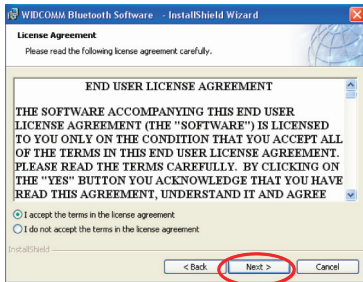 WIDCOMM Bluetooth Software - InstallShield Wizard
License Agreement
Please read the following license agreement carefully.
END USER LICENSE AGREEMENT
THE SOFTWARE ACCOMPANYING THIS END USER
LICENSE AGREEMENT (THE "SOFTWARE") IS LICENSED
TO YOU ONLY ON THE CONDITION THAT YOU ACCEPT ALL
OF THE TERMS IN THIS END USER LICENSE AGREEMENT.
PLEASE READ THE TERMS CAREFULLY. BY CLICKING ON
THE "YES" BUTTON YOU ACKNOWLEDGE THAT YOU HAVE
READ THIS AGREEMENT, UNDERSTAND IT AND AGREE
I accept the terms in the license agreement
I do not accept the terms in the license agreement
InstallShield
< Back Next > Cancel